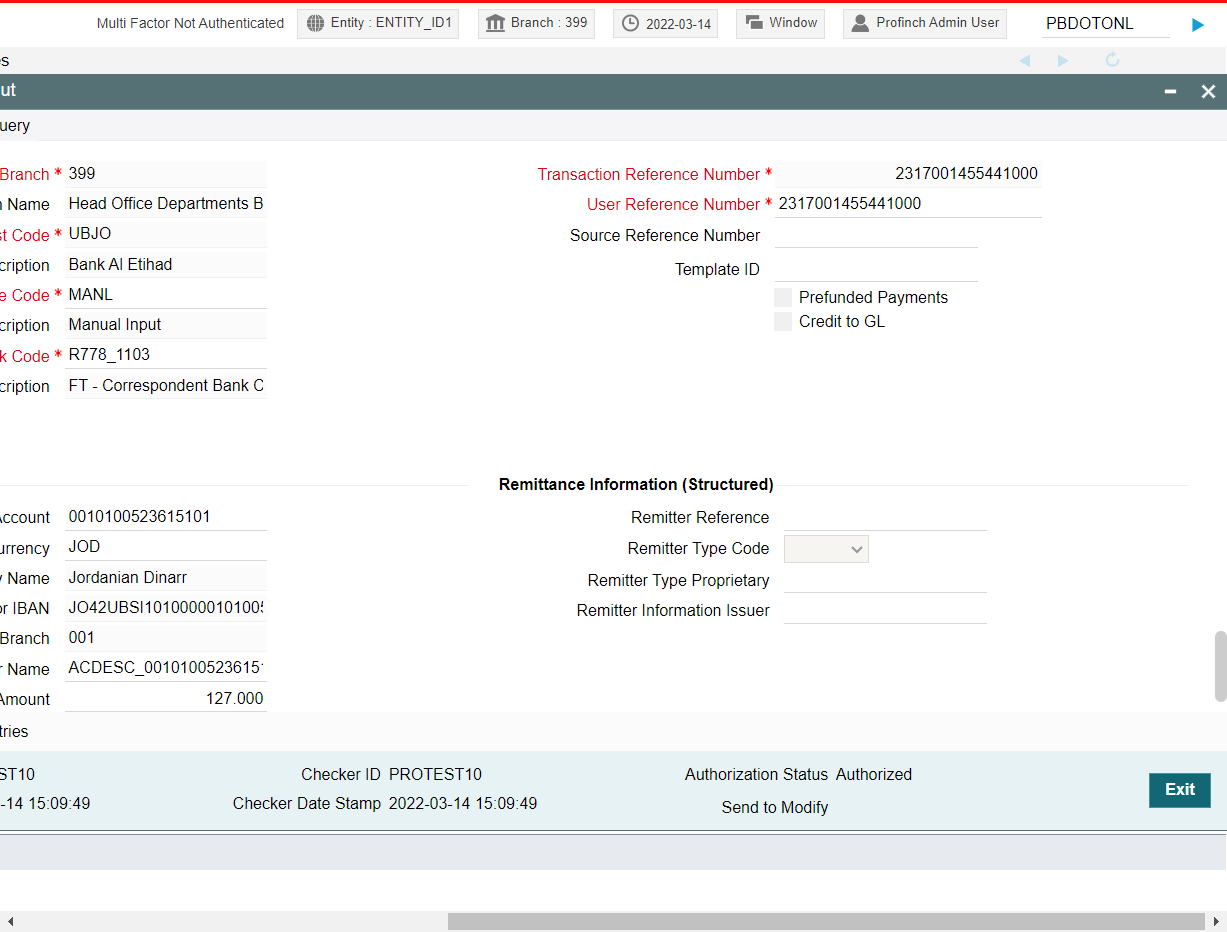 Multi Factor Not Authenticated Entity : ENTITY_ID1 Branch : 399 2022-03-14 Window Profinch Admin User PBDOTONL
s
ut
uery
Branch * 399
n Name Head Office Departments B
st Code * UBJO
cription Bank Al Etihad
e Code * MANL
cription Manual Input
k Code * R778_1103
cription FT - Correspondent Bank C
Transaction Reference Number * 2317001455441000
User Reference Number * 2317001455441000
Source Reference Number
Template ID
Prefunded Payments
Credit to GL
Account 0010100523615101
urrency JOD
y Name Jordanian Dinarr
or IBAN JO42UBSI1010000010100
Branch 001
r Name ACDESC_0010100523615
Amount 127.000
Remittance Information (Structured)
Remitter Reference
Remitter Type Code
Remitter Type Proprietary
Remitter Information Issuer
tries
ST10 Checker ID PROTEST10 Authorization Status Authorized
-14 15:09:49 Checker Date Stamp 2022-03-14 15:09:49 Send to Modify
Exit